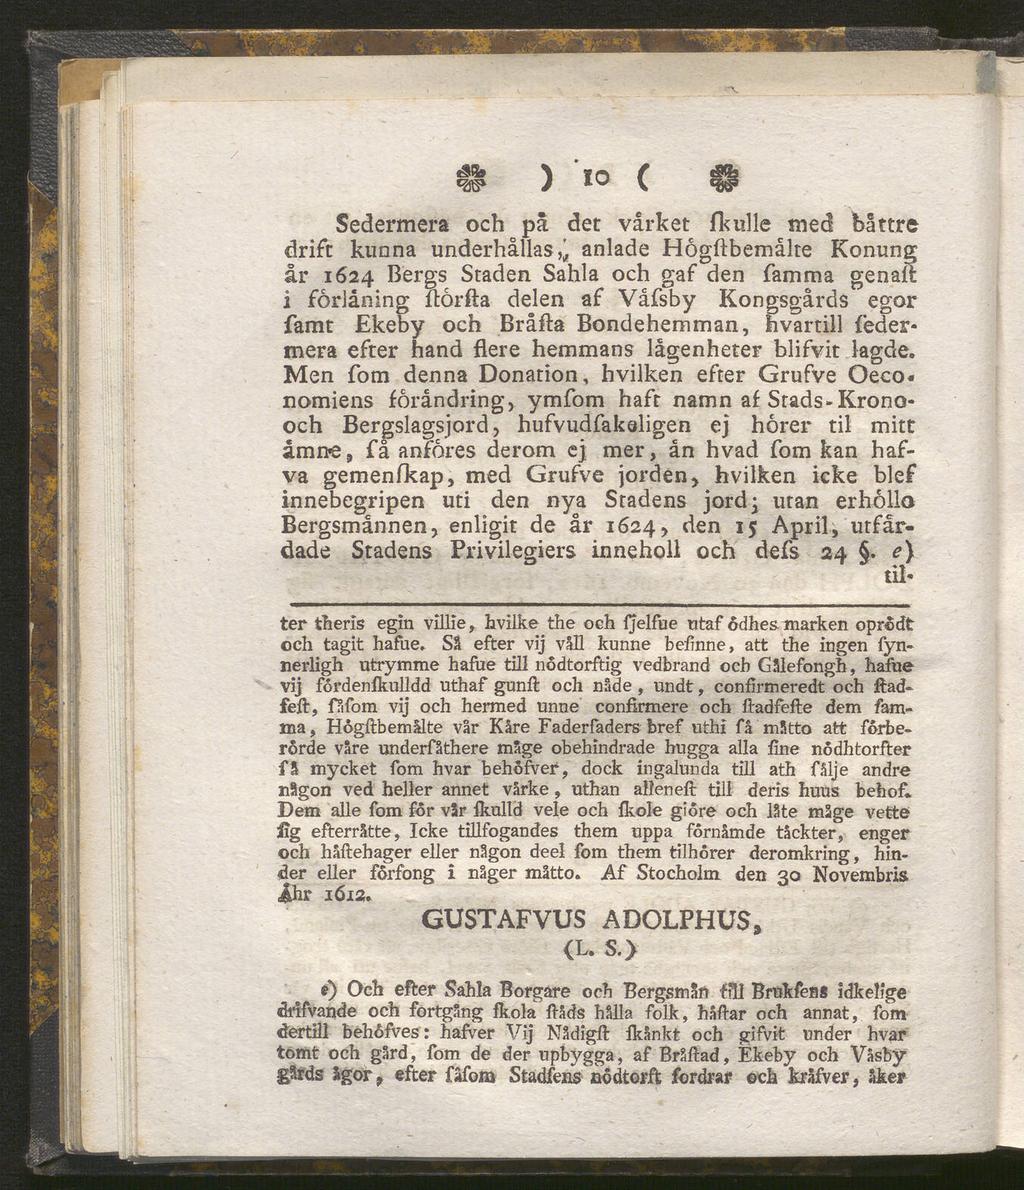 ) 10 (
Sedermera och på det vårket ſkulle med båttre
drift kunna underhållas, anlade Högſtbemälte Konung
år 1624 Bergs Staden Sahla och gaf den ſamma genaſt
i förläning ſtörſta delen af Våſsby Kongsgårds egor
ſamt Ekeby och Bråſta Bondehemman, hvartill ſeder-
mera efter hand flere hemmans lågenheter blifvit lagde.
Men ſom denna Donation, hvilken efter Grufve Oeco-
nomiens förändring, ymſom haft namn af Stads-Krono-
och Bergslagsjord, hufvudſakeligen ej hörer til mitt
ämne, ſå anföres derom ej mer, ån hvad ſom kan haf-
va gemenſkap, med Grufve jorden, hvilken icke blef
innebegripen uti den nya Stadens jord; utan erhöllo
Bergsmånnen, enligit de år 1624, den 15 April, utfår-
dade Stadens Privilegiers inneholl och deſs 24 §. e)
til-
ter theris egin villie, hvilke the och ſjelfue utaf ödhes marken oprödt
och tagit hafue. Så efter vij våll kunne befinne, att the ingen ſyn-
nerligh utrymme hafue till nödtorftig vedbrand och Gålefongh, hafue
vij fördenſkulldd uthaf gunſt och nåde, undt, confirmeredt och ſtad-
feſt, ſåſom vij och hermed unne confirmere och ſtadfeſte dem ſam-
ma, Högſtbemålte vår Kåre Faderfaders bref uthi ſå måtto att förbe-
rörde våre underſåthere måge obehindrade hugga alla ſine nödhtorfter
ſå mycket ſom hvar behöfver, dock ingalunda till ath ſålje andre
någon ved heller annet vårke, uthan alleneſt till deris huus behof.
Dem alle ſom för vår ſkulld vele och ſkole giöre och låte måge vette
ſig efterråtte, Icke tillfogandes them uppa förnåmde tåckter, enger
och håſtehager eller någon deel ſom them tilhörer deromkring, hin-
der eller förfong i någer måtto. Af Stocholm den 30 Novembris
Åhr 1612.
GUSTAFVUS ADOLPHUS,
(L. S.)
e) Och efter Sahla Borgare och Bergsmån till Brukſens idkelige
drifvande och fortgång ſkola ſtåds hålla folk, håſtar och annat, ſom
dertill behöfves: hafver Vij Nådigſt ſkånkt och gifvit under hvar
tomt och gård, ſom de der upbygga, af Bråſtad, Ekeby och Våsby
gårds ågor, efter ſåſom Stadſens nödtorft fordrar och kråfver, åker